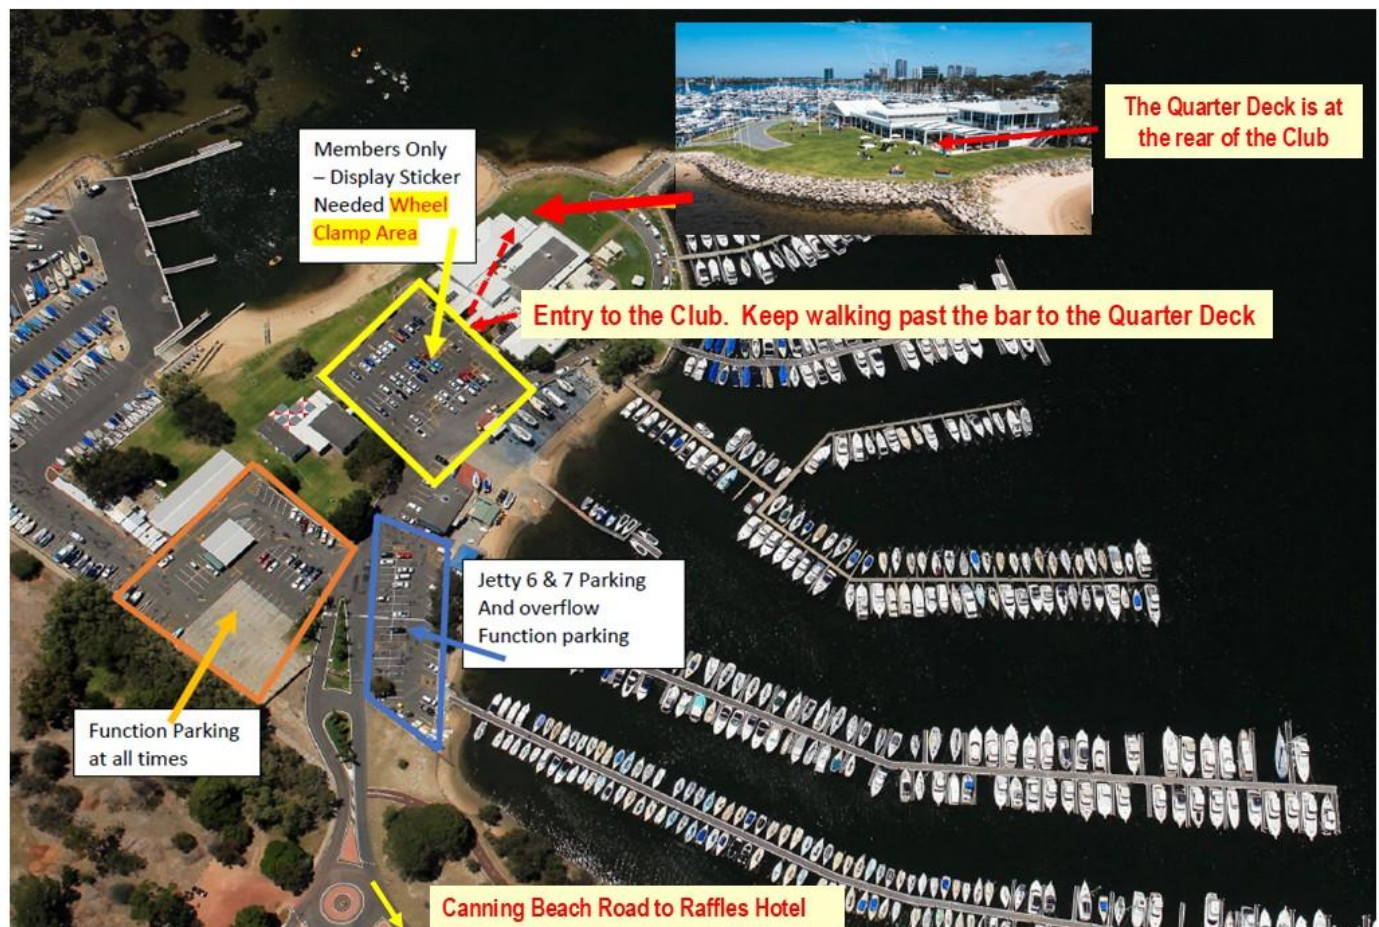 The Quarter Deck is at
the rear of the Club
Members Only
– Display Sticker
Needed Wheel
Clamp Area
Entry to the Club. Keep walking past the bar to the Quarter Deck
Jetty 6 & 7 Parking
And overflow
Function parking
Function Parking
at all times
Canning Beach Road to Raffles Hotel